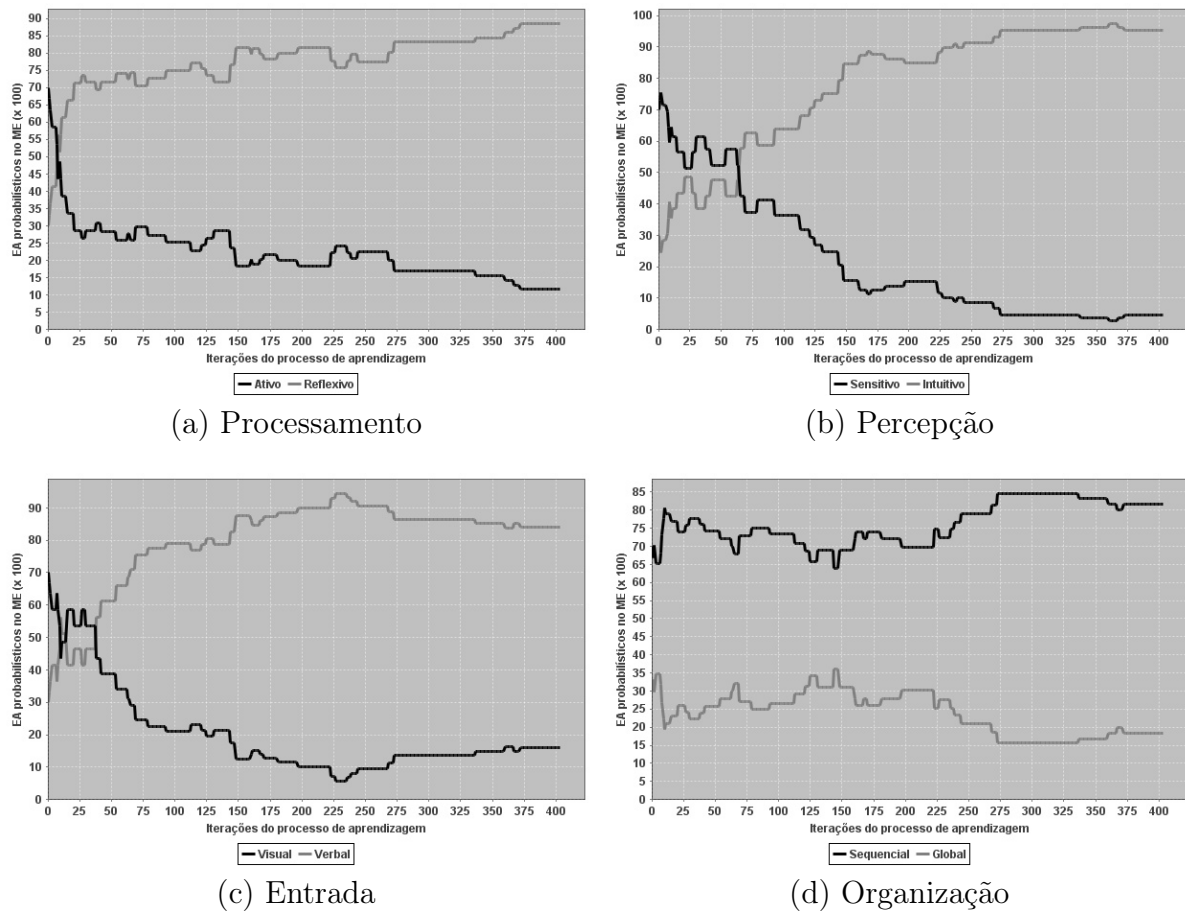 EA probabilísticos no ME (x 100)
90
85
80
75
70
65
60
55
50
45
40
35
30
25
20
15
10
5
0
0 25 50 75 100 125 150 175 200 225 250 275 300 325 350 375 400
Iterações do processo de aprendizagem
Ativo Reflexivo
(a) Processamento
EA probabilísticos no ME (x 100)
100
90
80
70
60
50
40
30
20
10
0
0 25 50 75 100 125 150 175 200 225 250 275 300 325 350 375 400
Iterações do processo de aprendizagem
Sensitivo Intuitivo
(b) Percepção
EA probabilísticos no ME (x 100)
90
80
70
60
50
40
30
20
10
0
0 25 50 75 100 125 150 175 200 225 250 275 300 325 350 375 400
Iterações do processo de aprendizagem
Visual Verbal
(c) Entrada
EA probabilísticos no ME (x 100)
85
80
75
70
65
60
55
50
45
40
35
30
25
20
15
10
5
0
0 25 50 75 100 125 150 175 200 225 250 275 300 325 350 375 400
Iterações do processo de aprendizagem
Sequencial Global
(d) Organização